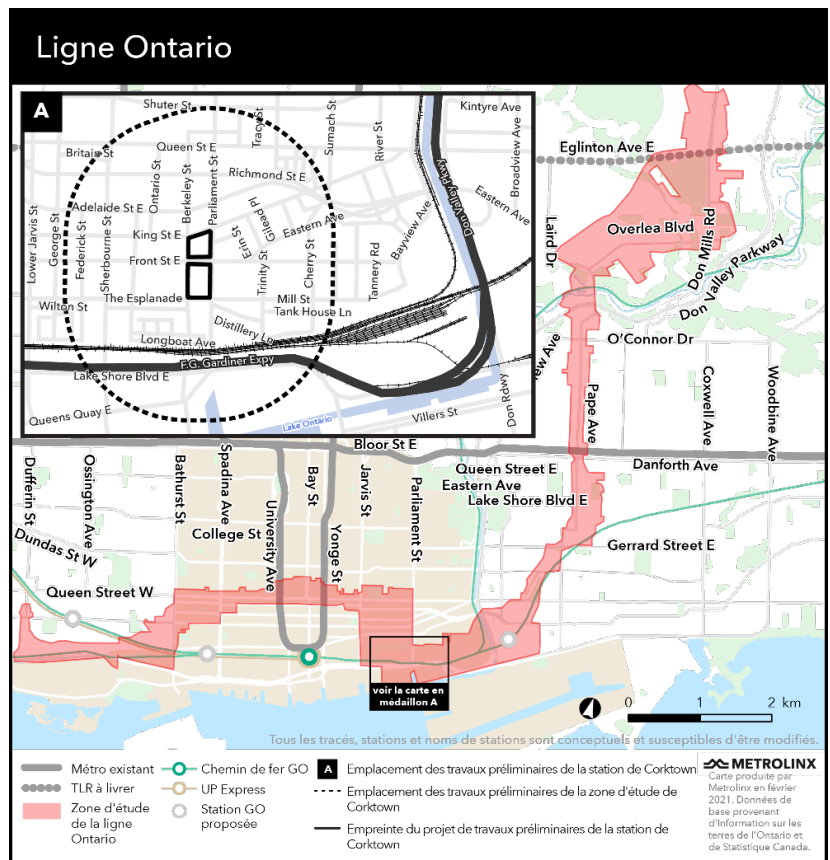 Ligne Ontario
A
Shuter St
Tracy St
Sumach St
River St
Kintyre Ave
Broadview Ave
Britain St
Queen St E
Ontario St
Berkeley St
Parliament St
Richmond St E
Don Valley Pkwy
Eastern Ave
Lower Jarvis St
George St
Federick St
Sherbourne St
Adelaide St E
Erin St
Gilead Pl
Eastern Ave
Bayview Ave
King St E
Front St E
Trinity St
Cherry St
Tannery Rd
The Esplanade
Wilton St
Mill St
Tank House Ln
Distillery Ln
Longboat Ave
F.G. Gardiner Expy
Lake Shore Blvd E
Queens Quay E
Lake Ontario
Villers St
Don Rdwy
Eglinton Ave E
Laird Dr
Overlea Blvd
Don Mills Rd
Don Valley Parkway
O'Connor Dr
ew Ave
Pape Ave
Coxwell Ave
Woodbine Ave
Bloor St E
Danforth Ave
Dufferin St
Ossington Ave
Bathurst St
Spadina Ave
University Ave
Bay St
Yonge St
Jarvis St
Parliament St
Queen Street E
Eastern Ave
Lake Shore Blvd E
College St
Dundas St W
Gerrard Street E
Queen Street W
voir la carte en
médaillon A
0 1 2 km
Tous les tracés, stations et noms de stations sont conceptuels et susceptibles d'être modifiés.
Métro existant
TLR à livrer
Zone d'étude
de la ligne
Ontario
Chemin de fer GO
UP Express
Station GO
proposée
A Emplacement des travaux préliminaires de la station de Corktown
Emplacement des travaux préliminaires de la zone d'étude de
Corktown
Empreinte du projet de travaux préliminaires de la station de
Corktown
METROLINX
Carte produite par
Metrolinx en février
2021. Données de
base provenant
d'Information sur les
terres de l'Ontario et
de Statistique Canada.